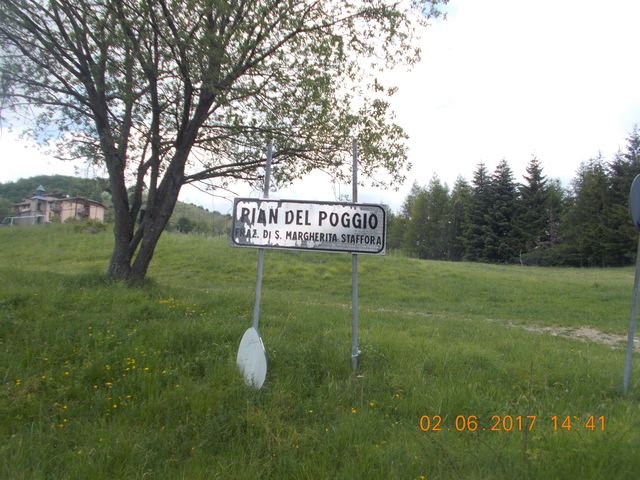 PIAN DEL POGGIO
FRAZ. DI S. MARGHERITA STAFFORA
02.06.2017 14:41